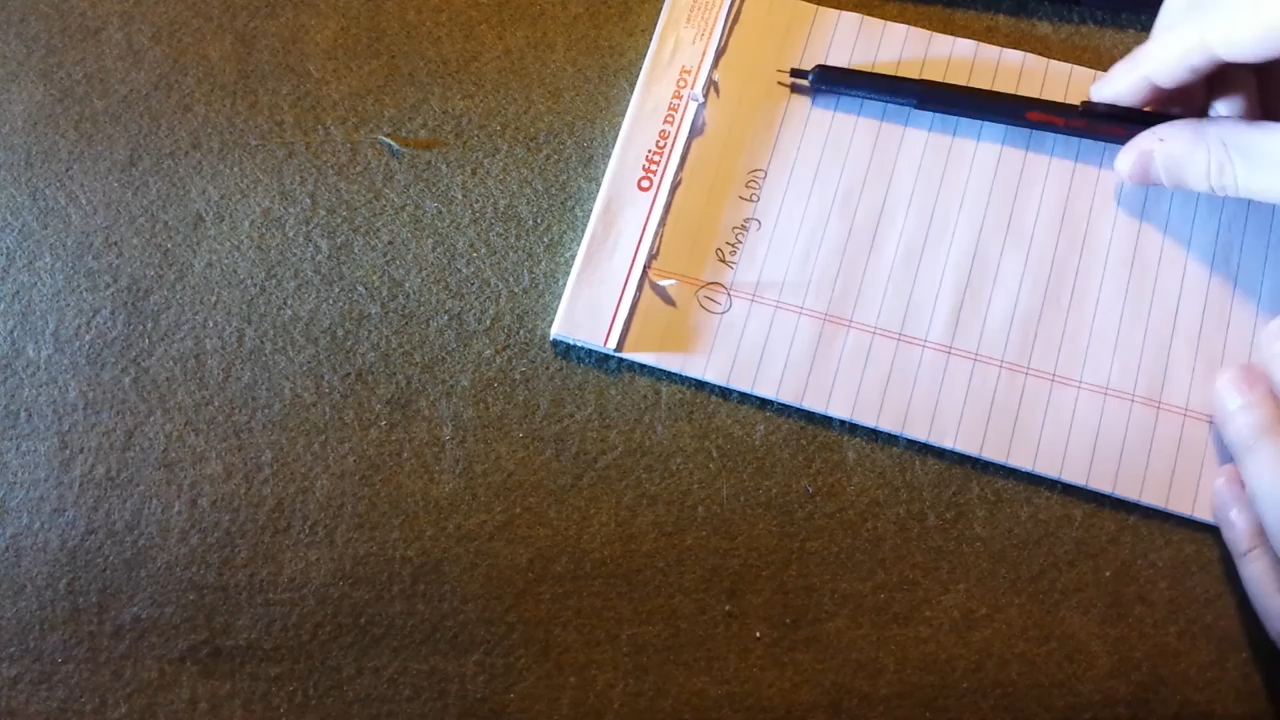 Office DEPOT
① Rotring 600